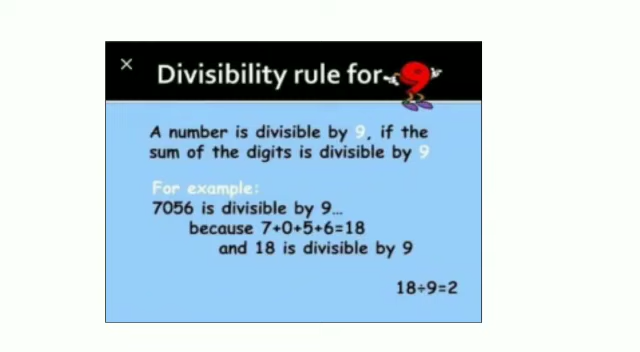 ×
Divisibility rule for 9
A number is divisible by 9, if the
sum of the digits is divisible by 9
For example:
7056 is divisible by 9...
because 7+0+5+6=18
and 18 is divisible by 9
18÷9=2